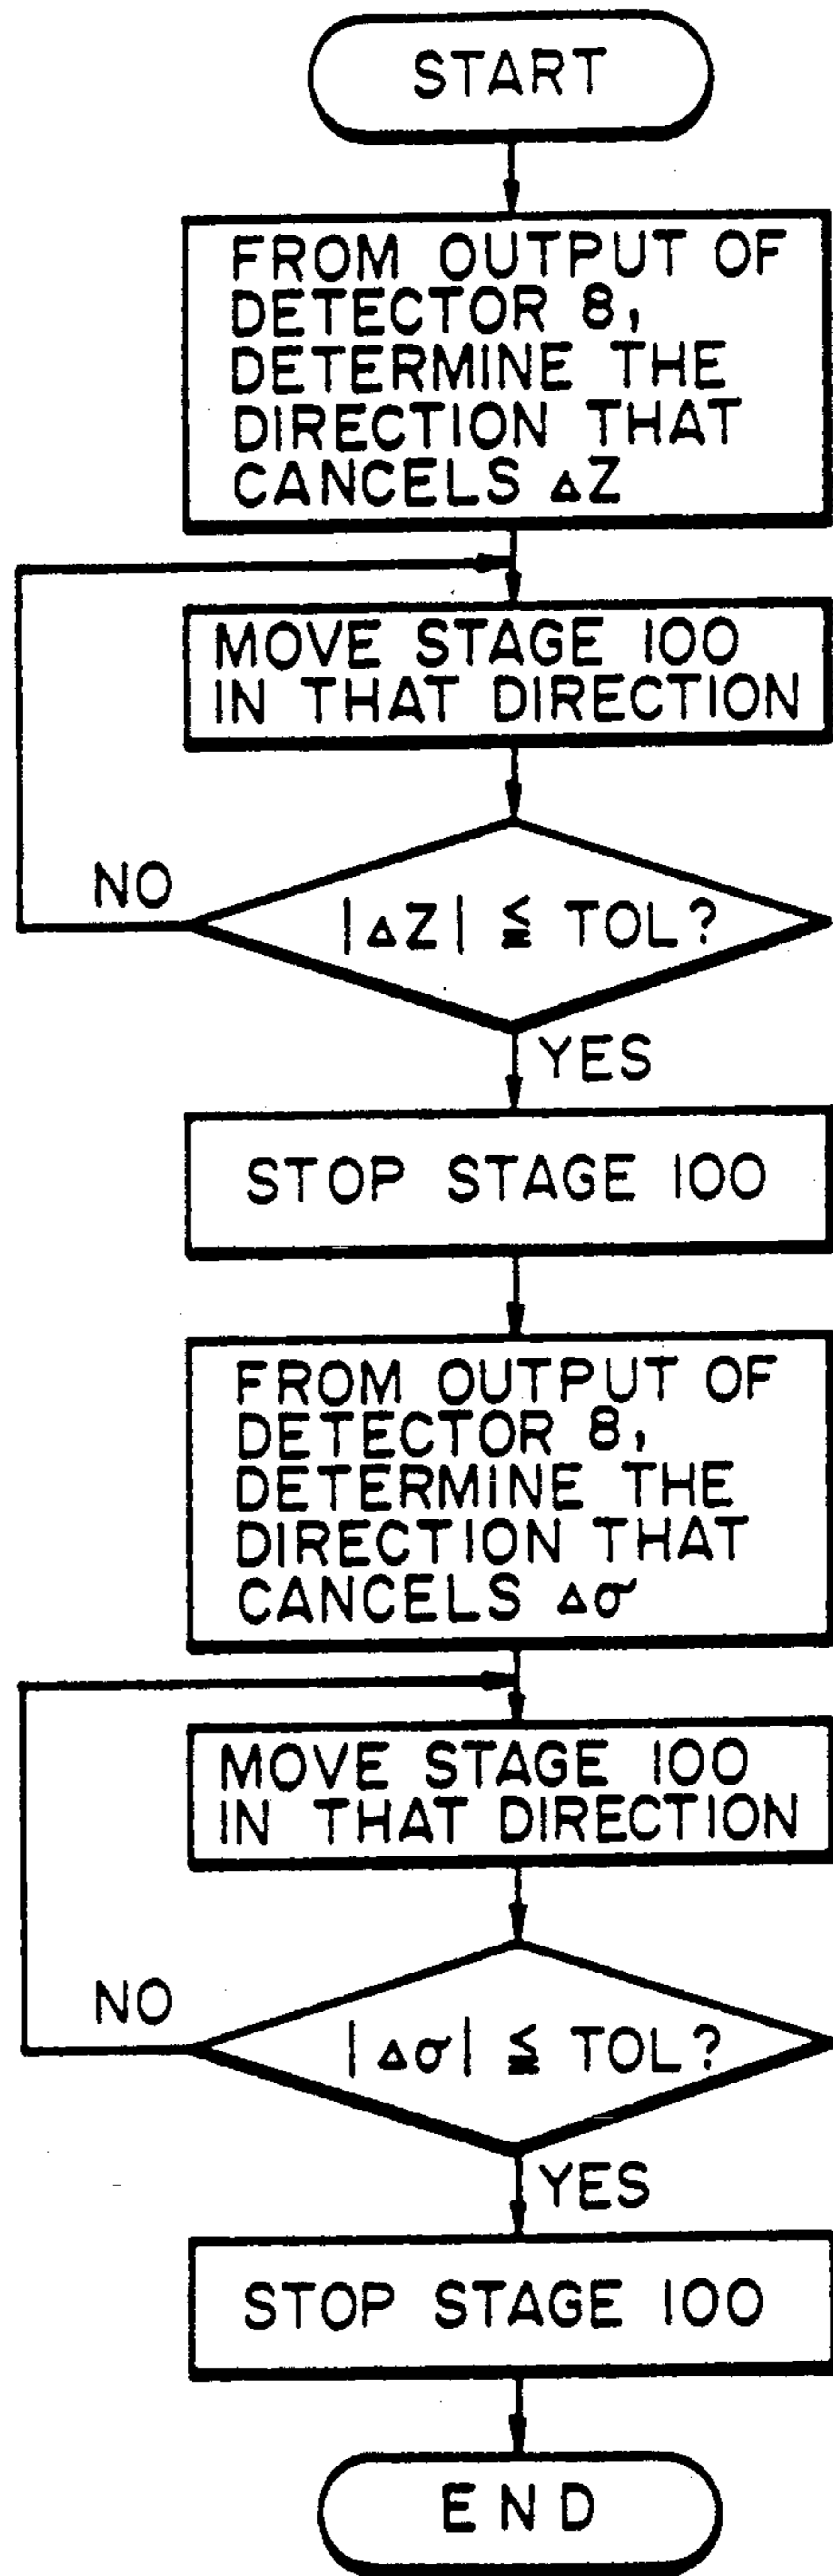 START
FROM OUTPUT OF
DETECTOR 8,
DETERMINE THE
DIRECTION THAT
CANCELS ΔZ
MOVE STAGE 100
IN THAT DIRECTION
NO
|ΔZ| ≦ TOL?
YES
STOP STAGE 100
FROM OUTPUT OF
DETECTOR 8,
DETERMINE THE
DIRECTION THAT
CANCELS Δσ
MOVE STAGE 100
IN THAT DIRECTION
NO
|Δσ| ≦ TOL?
YES
STOP STAGE 100
END